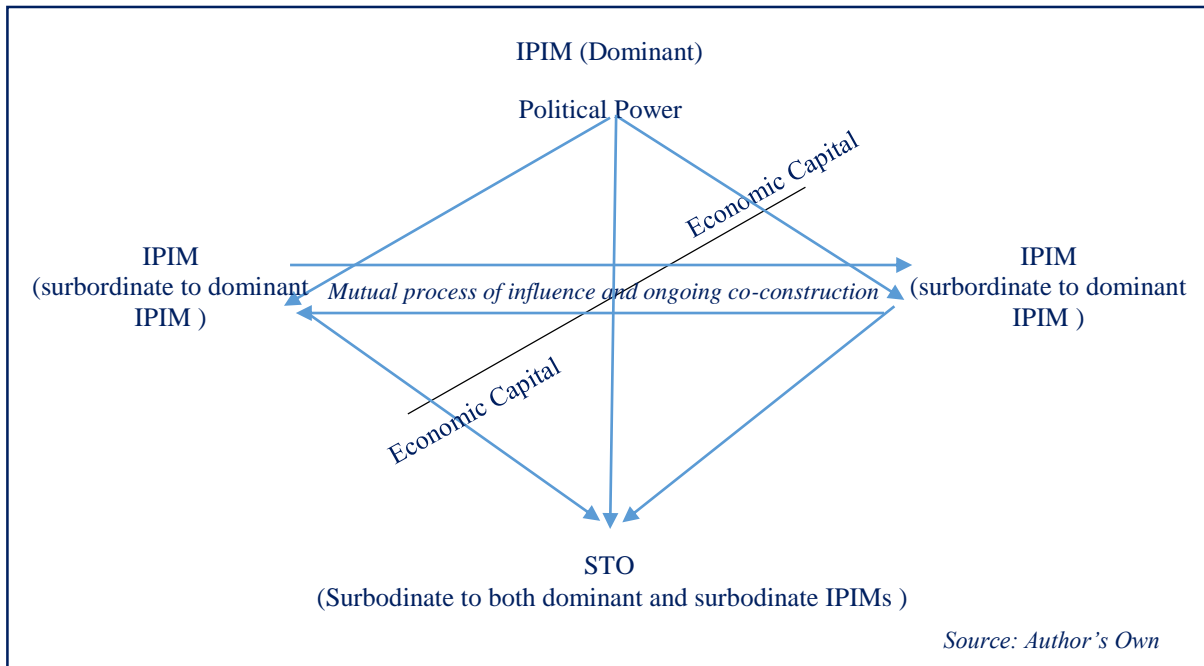 IPIM (Dominant)
Political Power
Economic Capital
IPIM
(surbordinate to dominant
IPIM )
Mutual process of influence and ongoing co-construction
IPIM
(surbordinate to dominant
IPIM )
Economic Capital
STO
(Surbodinate to both dominant and surbodinate IPIMs )
Source: Author’s Own